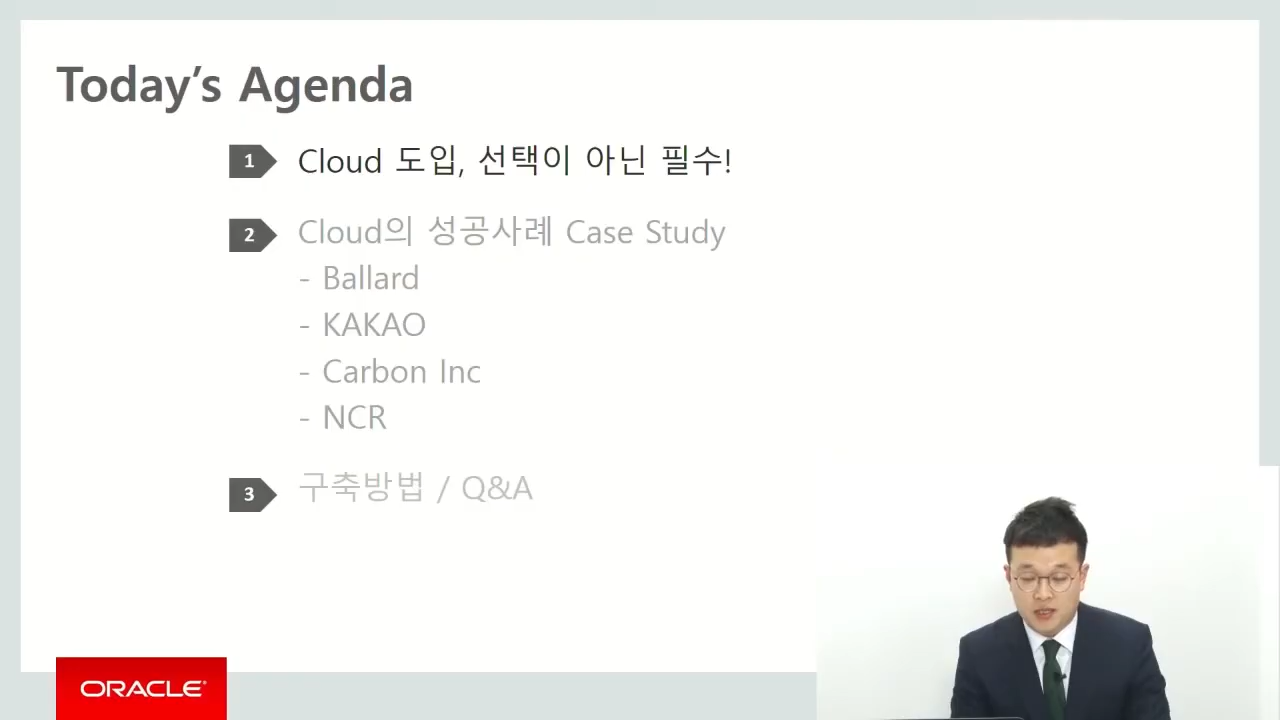 Today's Agenda
1 Cloud 도입, 선택이 아닌 필수!
2 Cloud의 성공사례 Case Study
- Ballard
- KAKAO
- Carbon Inc
- NCR
3 구축방법 / Q&A
ORACLE®